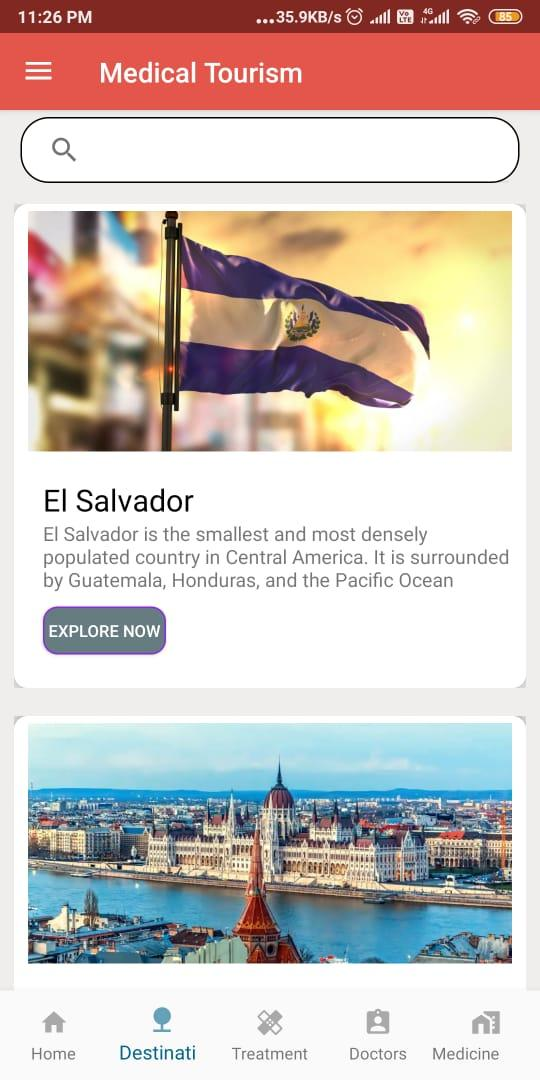 11:26 PM
...35.9KB/s
Vo LTE
4G
85
Medical Tourism
El Salvador
El Salvador is the smallest and most densely
populated country in Central America. It is surrounded
by Guatemala, Honduras, and the Pacific Ocean
EXPLORE NOW
Home
Destinati
Treatment
Doctors
Medicine